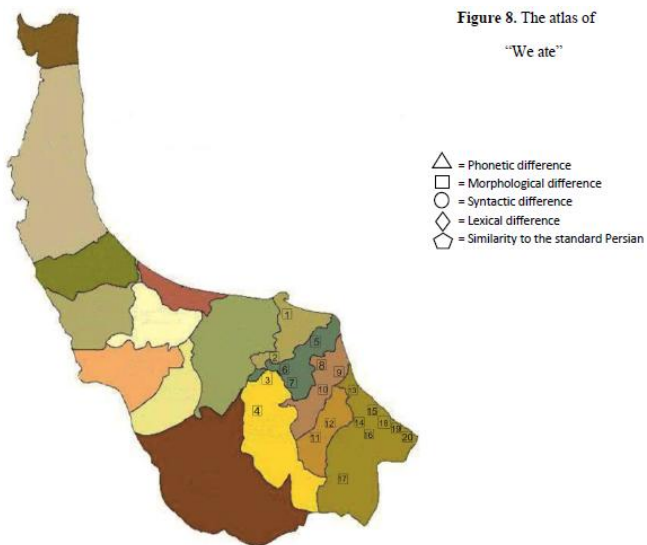 Figure 8. The atlas of
"We ate"
= Phonetic difference
= Morphological difference
= Syntactic difference
= Lexical difference
= Similarity to the standard Persian
1
5
2
6
8
3
7
9
10
13
4
15
12
14
18
19
11
16
20
17